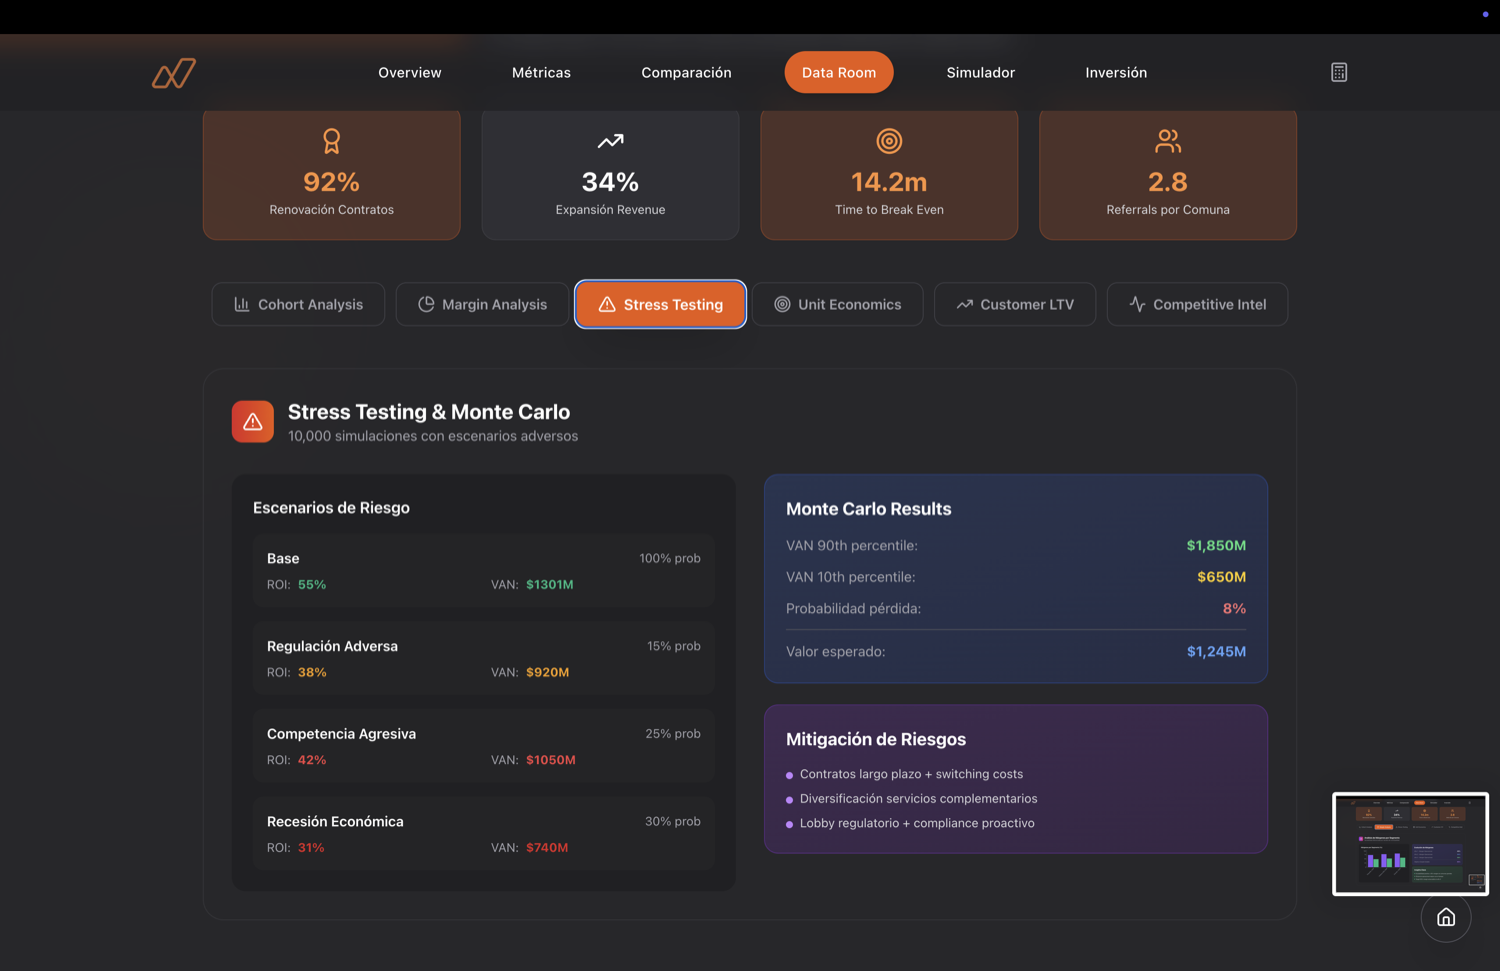 Overview
Métricas
Comparación
Data Room
Simulador
Inversión
92%
Renovación Contratos
34%
Expansión Revenue
14.2m
Time to Break Even
2.8
Referrals por Comuna
Cohort Analysis
Margin Analysis
Stress Testing
Unit Economics
Customer LTV
Competitive Intel
Stress Testing & Monte Carlo
10,000 simulaciones con escenarios adversos
Escenarios de Riesgo
Base
100% prob
ROI: 55%
VAN: $1301M
Regulación Adversa
15% prob
ROI: 38%
VAN: $920M
Competencia Agresiva
25% prob
ROI: 42%
VAN: $1050M
Recesión Económica
30% prob
ROI: 31%
VAN: $740M
Monte Carlo Results
VAN 90th percentile: $1,850M
VAN 10th percentile: $650M
Probabilidad pérdida: 8%
Valor esperado: $1,245M
Mitigación de Riesgos
Contratos largo plazo + switching costs
Diversificación servicios complementarios
Lobby regulatorio + compliance proactivo